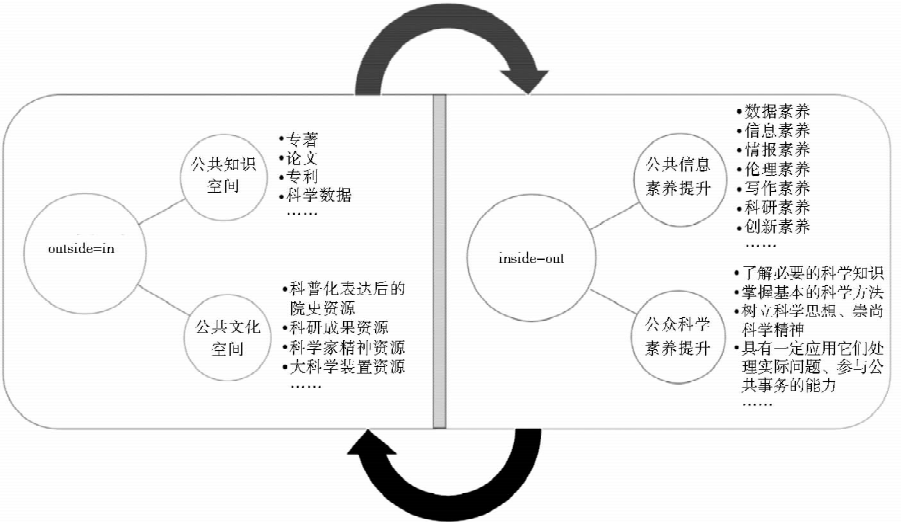 公共知识
空间
•专著
•论文
•专利
•科学数据
……
outside=in
公共文化
空间
•科普化表达后的
院史资源
•科研成果资源
•科学家精神资源
•大科学装置资源
……
公共信息
素养提升
•数据素养
•信息素养
•情报素养
•伦理素养
•写作素养
•科研素养
•创新素养
……
inside-out
公众科学
素养提升
•了解必要的科学知识
•掌握基本的科学方法
•树立科学思想、崇尚
科学精神
•具有一定应用它们处
理实际问题、参与公
共事务的能力
……